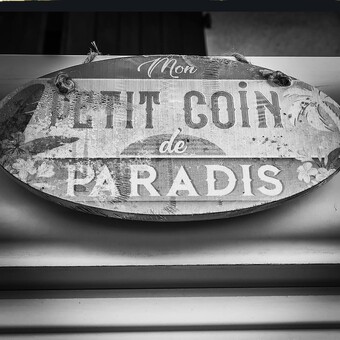 Mon
PETIT COiN
de
PARADIS